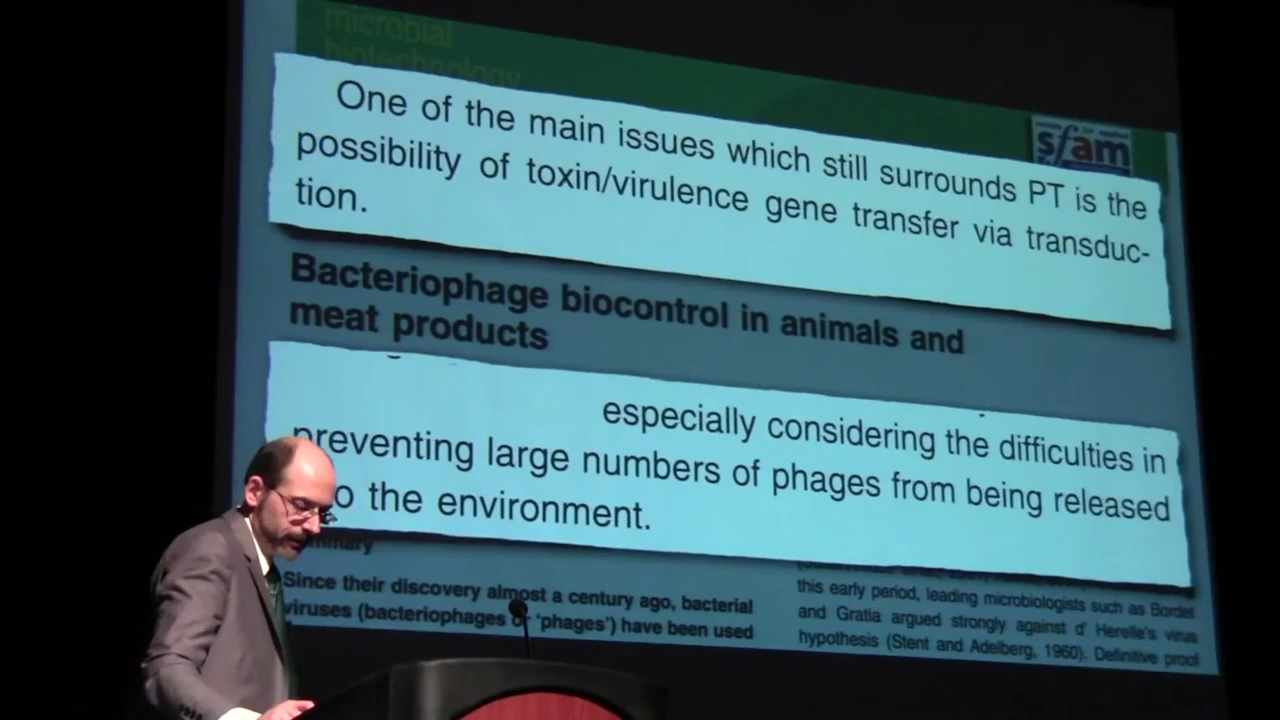 microbial
biotechnology
sfam
One of the main issues which still surrounds PT is the
possibility of toxin/virulence gene transfer via transduc-
tion.
Bacteriophage biocontrol in animals and
meat products
especially considering the difficulties in
preventing large numbers of phages from being released
o the environment.
mmary
Since their discovery almost a century ago, bacterial
viruses (bacteriophages or 'phages') have been used
this early period, leading microbiologists such as Bordet
and Gratia argued strongly against d' Herelle's virus
hypothesis (Stent and Adelberg, 1960). Definitive proof